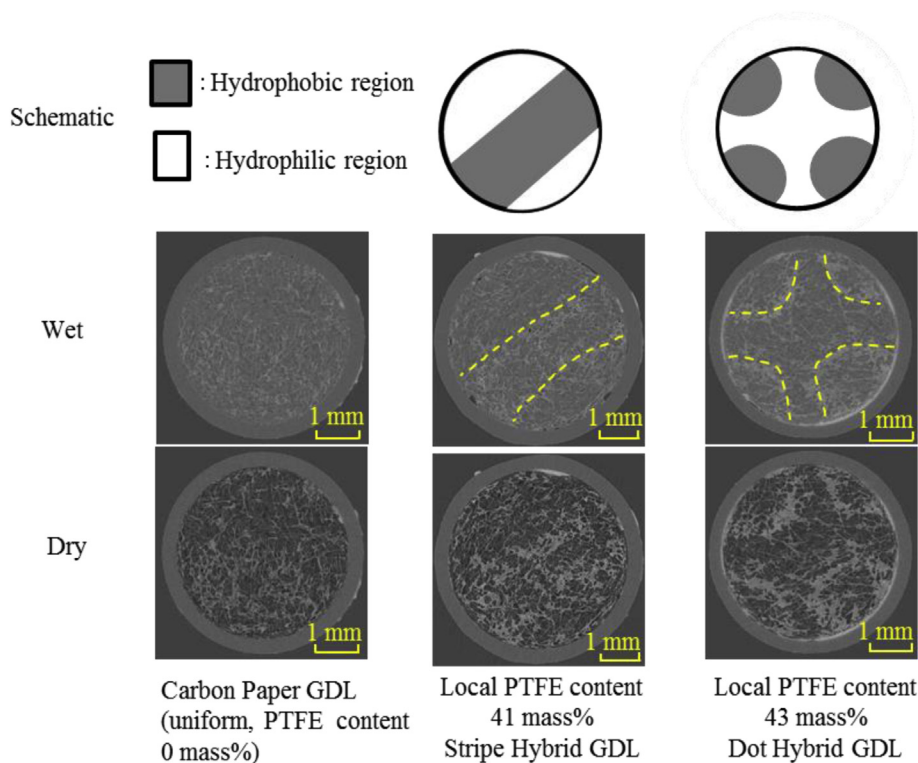 : Hydrophobic region
Schematic
: Hydrophilic region
Wet
1 mm
1 mm
1 mm
Dry
1 mm
1 mm
1 mm
Carbon Paper GDL
(uniform, PTFE content
0 mass%)
Local PTFE content
41 mass%
Stripe Hybrid GDL
Local PTFE content
43 mass%
Dot Hybrid GDL